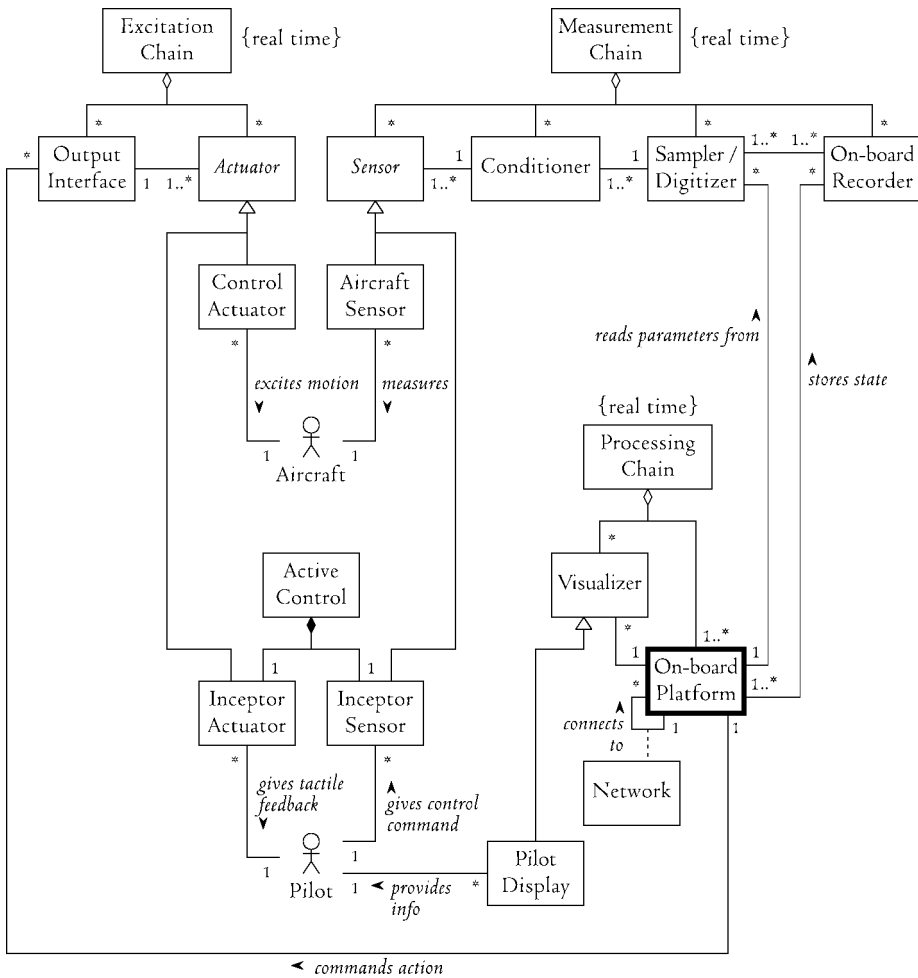 Excitation
Chain
{real time}
Measurement
Chain
{real time}
*
*
*
*
*
*
*
Output
Interface
1
1..*
Actuator
Sensor
1
1..*
Conditioner
1
1..*
Sampler /
Digitizer
1..*
1..*
*
*
On-board
Recorder
Control
Actuator
Aircraft
Sensor
*
*
reads parameters from
excites motion
measures
stores state
1
1
Aircraft
{real time}
Processing
Chain
*
Active
Control
Visualizer
*
1..*
1
1
1
1
1..*
On-board
Platform
*
Inceptor
Actuator
Inceptor
Sensor
connects
to
1
1
*
*
gives tactile
feedback
gives control
command
Network
1
1
Pilot
1
provides
info
*
Pilot
Display
commands action